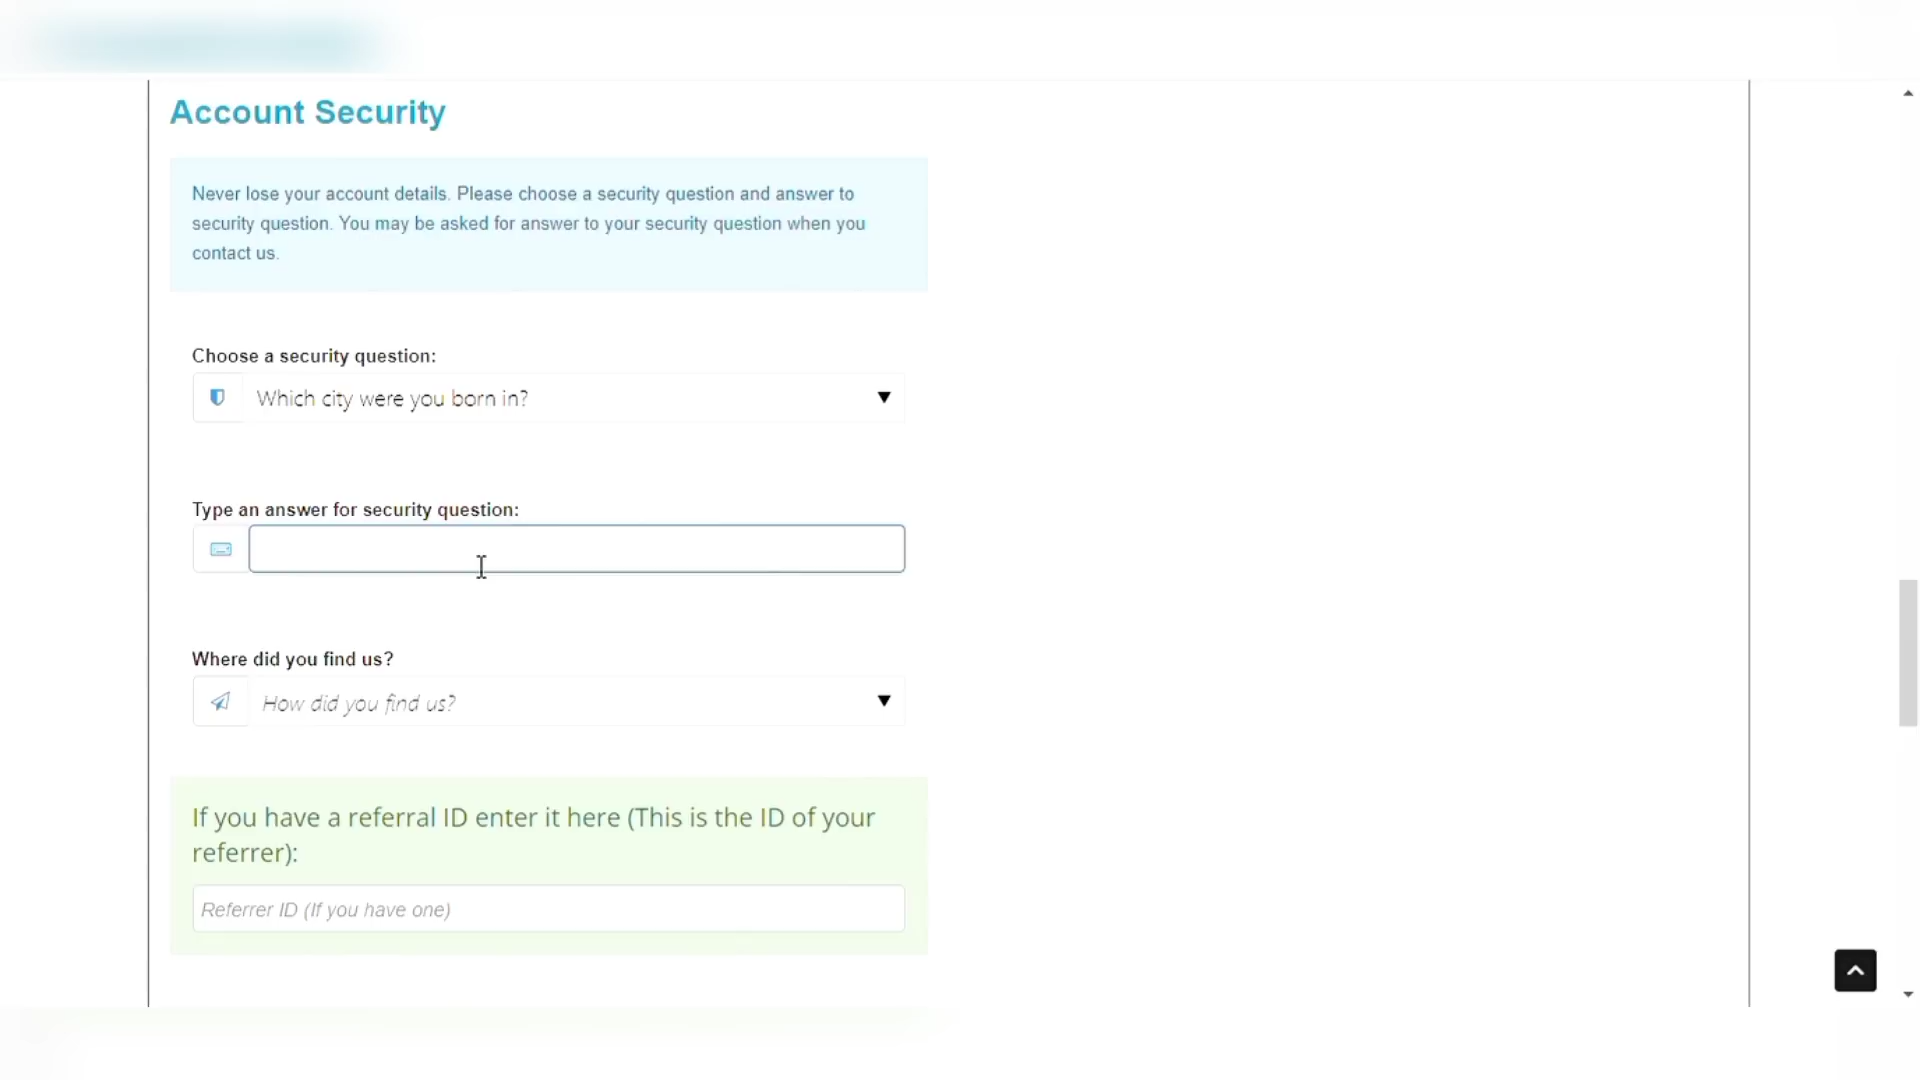 Account Security
Never lose your account details. Please choose a security question and answer to
security question. You may be asked for answer to your security question when you
contact us.
Choose a security question:
Which city were you born in?
Type an answer for security question:
Where did you find us?
How did you find us?
If you have a referral ID enter it here (This is the ID of your
referrer):
Referrer ID (If you have one)